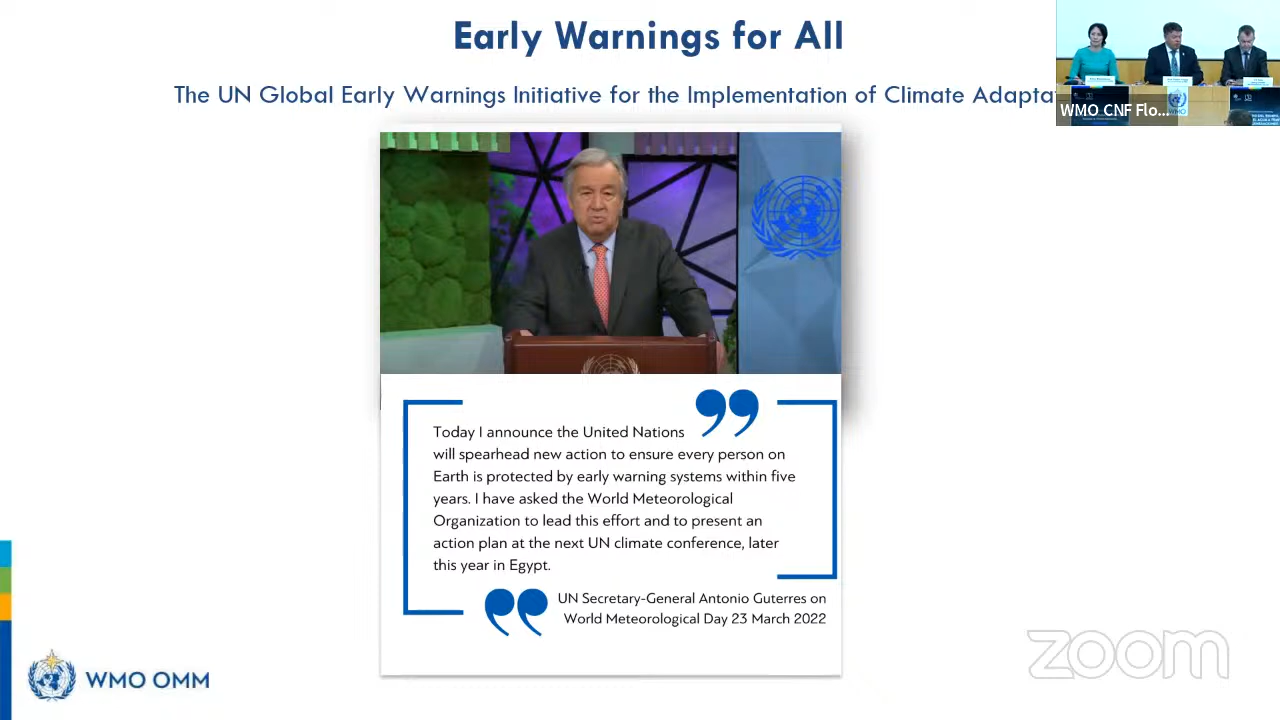 Early Warnings for All
The UN Global Early Warnings Initiative for the Implementation of Climate Adapta
WMO CNF Flo...
Today I announce the United Nations
will spearhead new action to ensure every person on
Earth is protected by early warning systems within five
years. I have asked the World Meteorological
Organization to lead this effort and to present an
action plan at the next UN climate conference, later
this year in Egypt.
UN Secretary-General Antonio Guterres on
World Meteorological Day 23 March 2022
WMO OMM
zoom